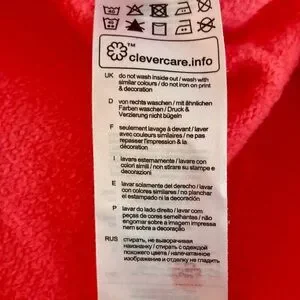 ™
clevercare.info
UK do not wash inside out / wash with
similar colours / do not iron on print
& decoration
D von rechts waschen / mit ähnlichen
Farben waschen / Druck &
Verzierung nicht bügeln
F seulement lavage à devant / laver
avec couleurs similaires / ne pas
repasser l'impression & la
décoration
I lavare esternamente / lavare con
colori simili / non stirare su stampe e
decorazioni
E lavar solamente del derecho / lavar
con colores similares / no planchar
el estampado ni la decoración
P lavar do lado direito / lavar com
peças de cores semelhantes / não
engomar sobre a imagem impressa
nem sobre a decoração
RUS стирать, не выворачивая
наизнанку / стирать с одеждой
похожего цвета / напечатанное
изображение и отделку не гладить